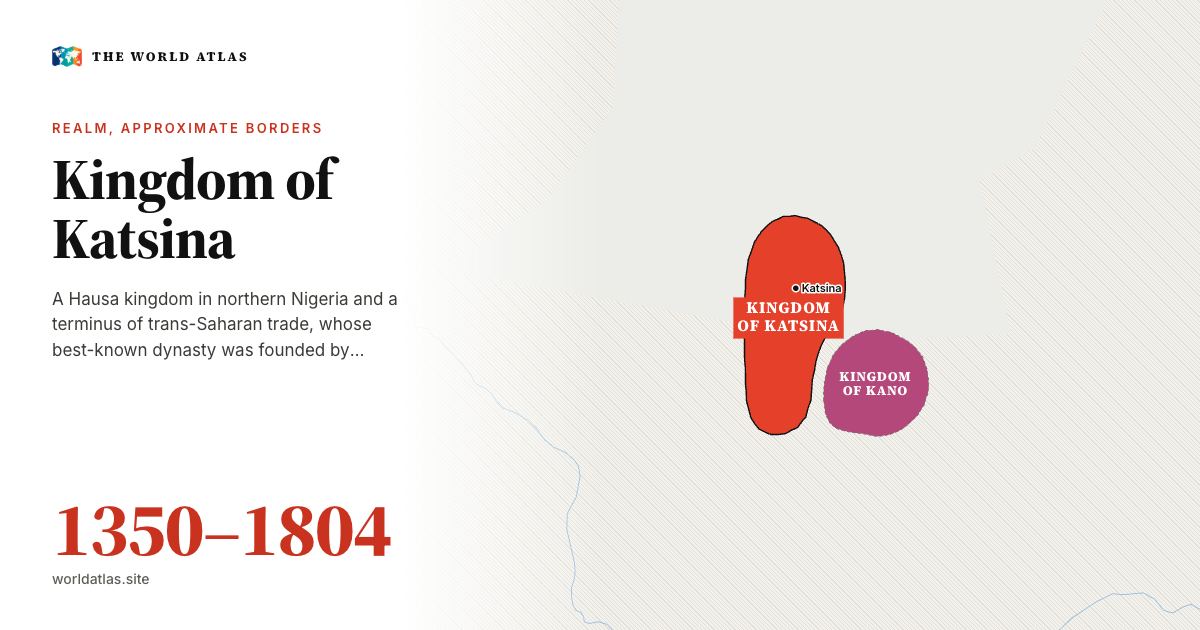 THE WORLD ATLAS
REALM, APPROXIMATE BORDERS
Kingdom of
Katsina
A Hausa kingdom in northern Nigeria and a
terminus of trans-Saharan trade, whose
best-known dynasty was founded by…
1350–1804
worldatlas.site
Katsina
KINGDOM
OF KATSINA
KINGDOM
OF KANO